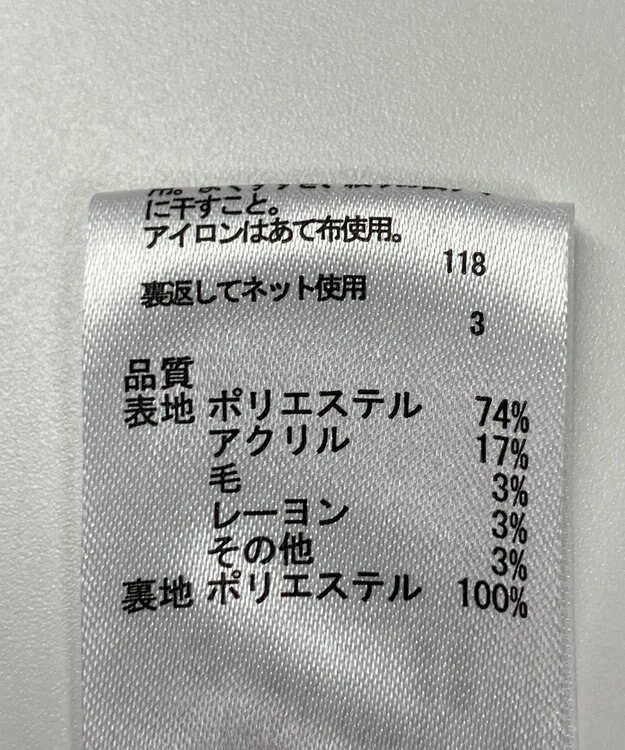 に干すこと。
アイロンはあて布使用。
118
裏返してネット使用
3
品質
表地 ポリエステル 74%
アクリル 17%
毛 3%
レーヨン 3%
その他 3%
裏地 ポリエステル 100%